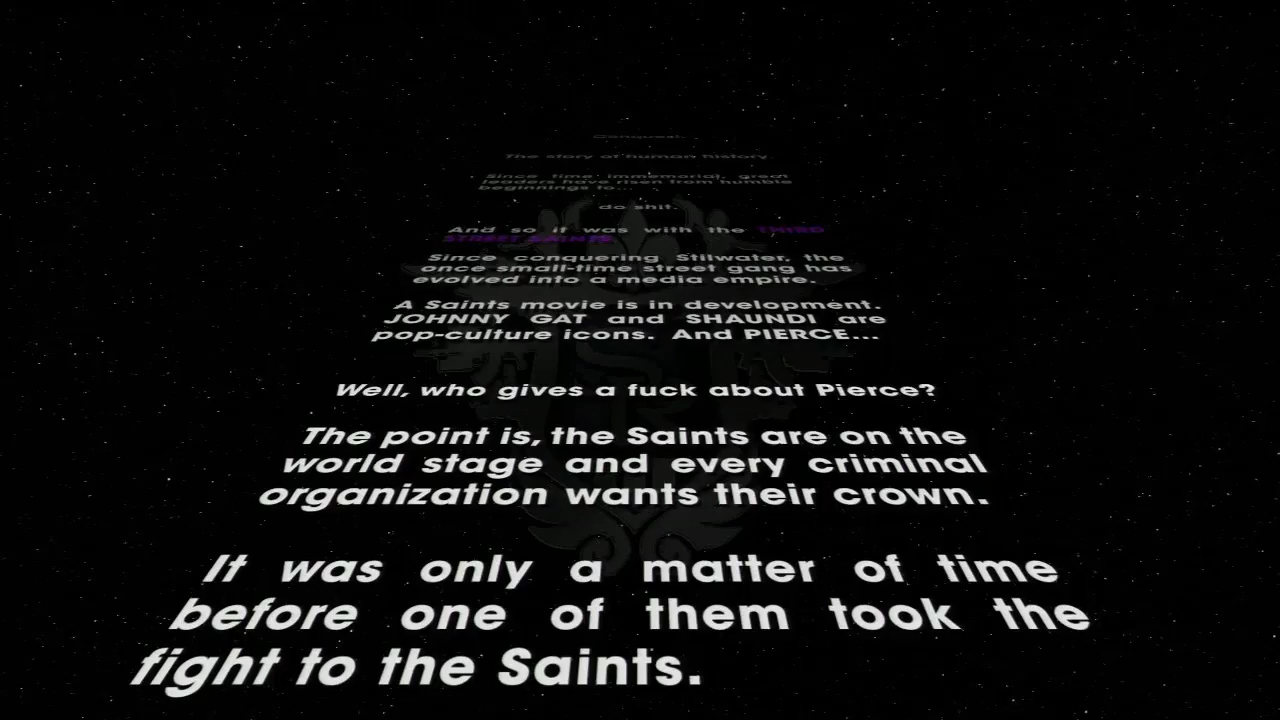 Conquest...
The story of human history.
Since time immemorial, great
leaders have risen from humble
beginnings to...
do shit.
And so it was with the THIRD
STREET SAINTS.
Since conquering Stilwater, the
once small-time street gang has
evolved into a media empire.
A Saints movie is in development.
JOHNNY GAT and SHAUNDI are
pop-culture icons. And PIERCE...
Well, who gives a fuck about Pierce?
The point is, the Saints are on the
world stage and every criminal
organization wants their crown.
It was only a matter of time
before one of them took the
fight to the Saints.